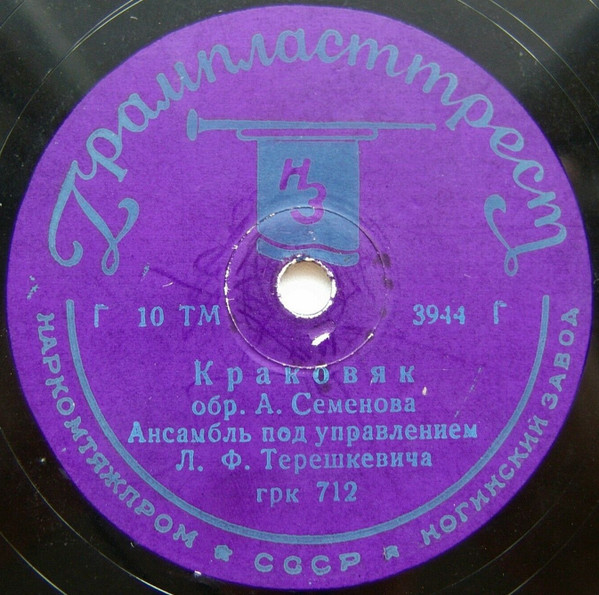 Грампласттрест
НЗ
Г 10 ТМ 3944 Г
Краковяк
обр. А. Семенова
Ансамбль под управлением
Л. Ф. Терешкевича
грк 712
НАРКОМТЯЖПРОМ ★ СССР ★ НОГИНСКИЙ ЗАВОД